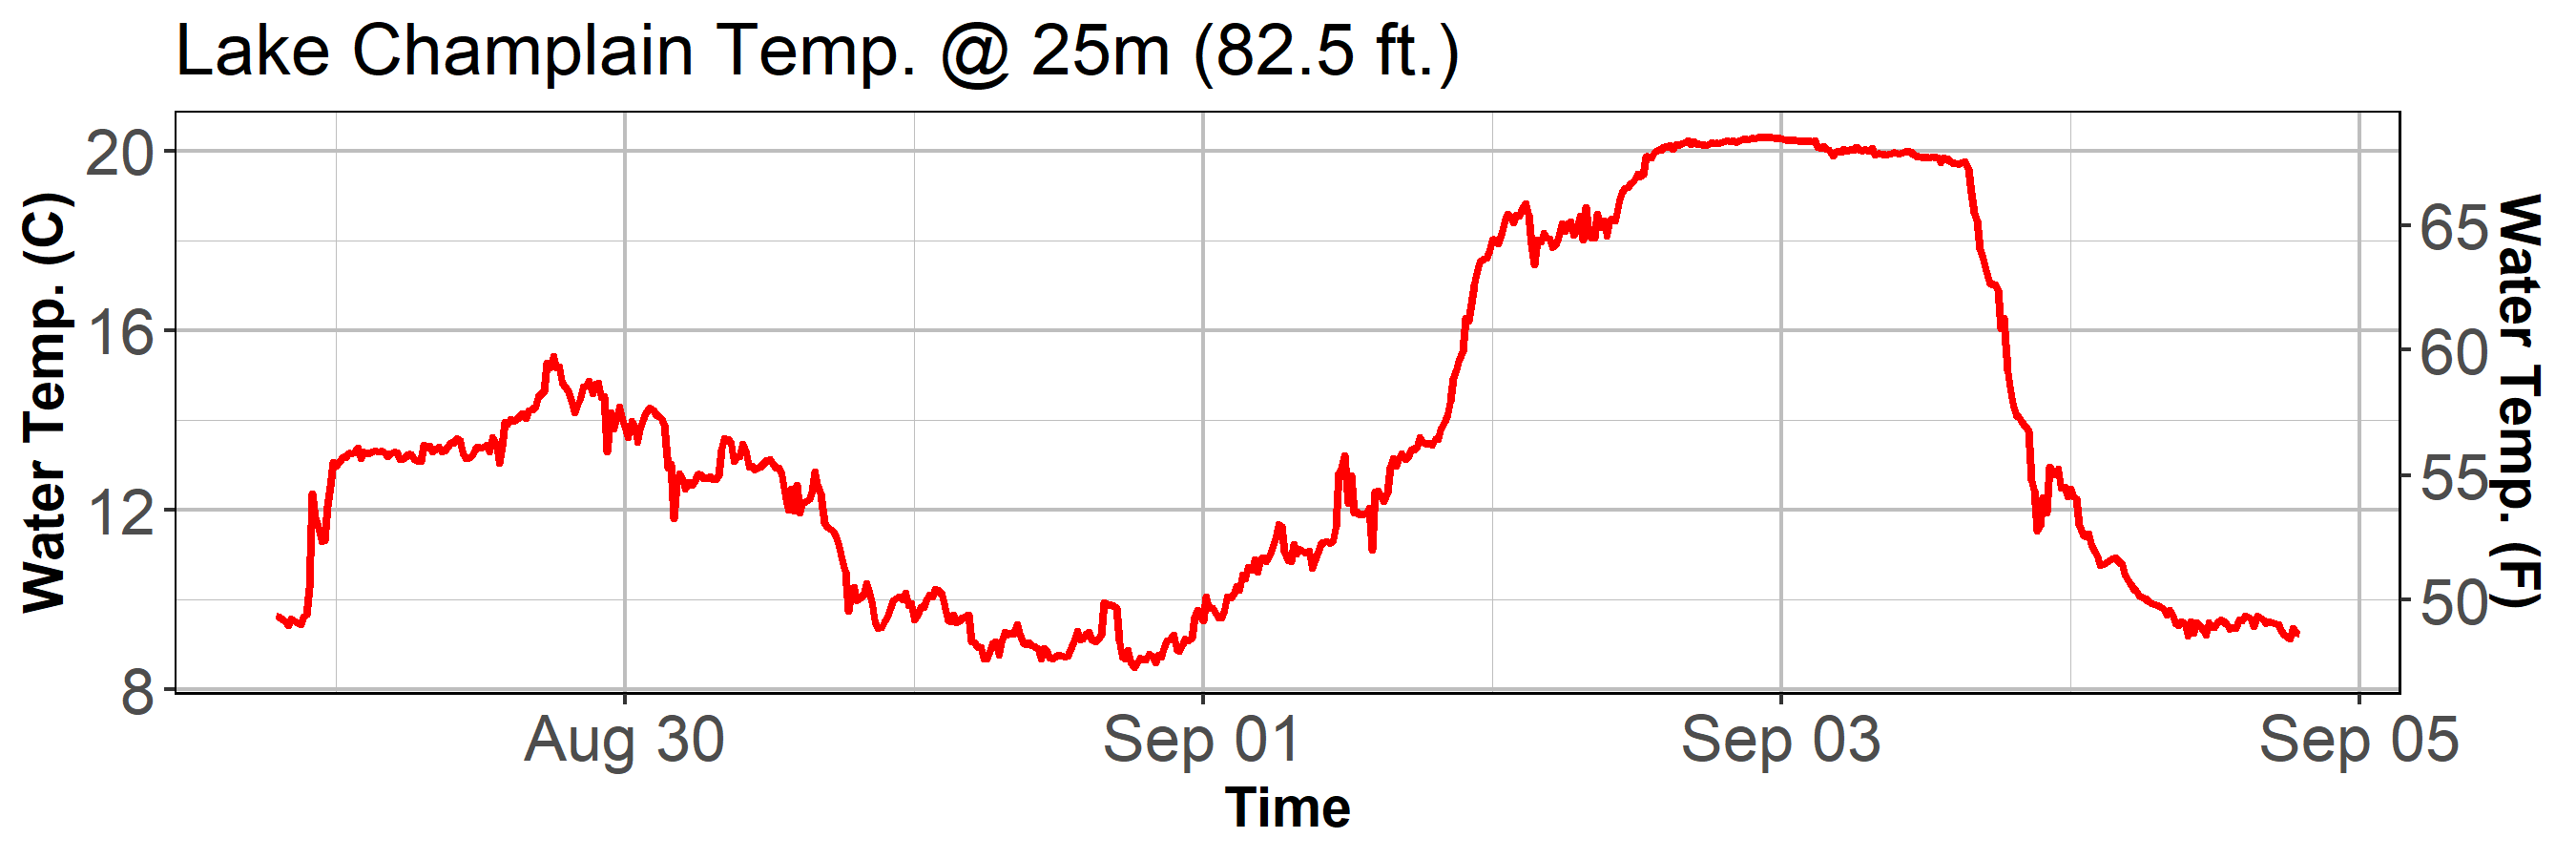 Lake Champlain Temp. @ 25m (82.5 ft.)
Water Temp. (C)
20
16
12
8
65
60
55
50
Water Temp. (F)
Aug 30
Sep 01
Sep 03
Sep 05
Time